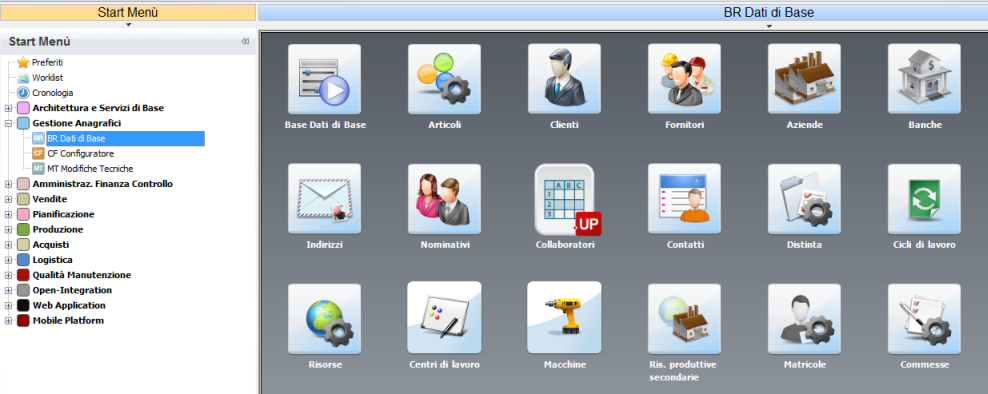 Start Menù
BR Dati di Base
Start Menù
Preferiti
Worklist
Cronologia
Architettura e Servizi di Base
Gestione Anagrafici
BR BR Dati di Base
CF CF Configuratore
MT MT Modifiche Tecniche
Amministraz. Finanza Controllo
Vendite
Pianificazione
Produzione
Acquisti
Logistica
Qualità Manutenzione
Open-Integration
Web Application
Mobile Platform
Base Dati di Base
Articoli
Clienti
Fornitori
Aziende
$
Banche
Indirizzi
Nominativi
A B C
1
2
3
.UP
Collaboratori
Contatti
Distinta
Cicli di lavoro
Risorse
Centri di lavoro
Macchine
Ris. produttive
secondarie
Matricole
Commesse